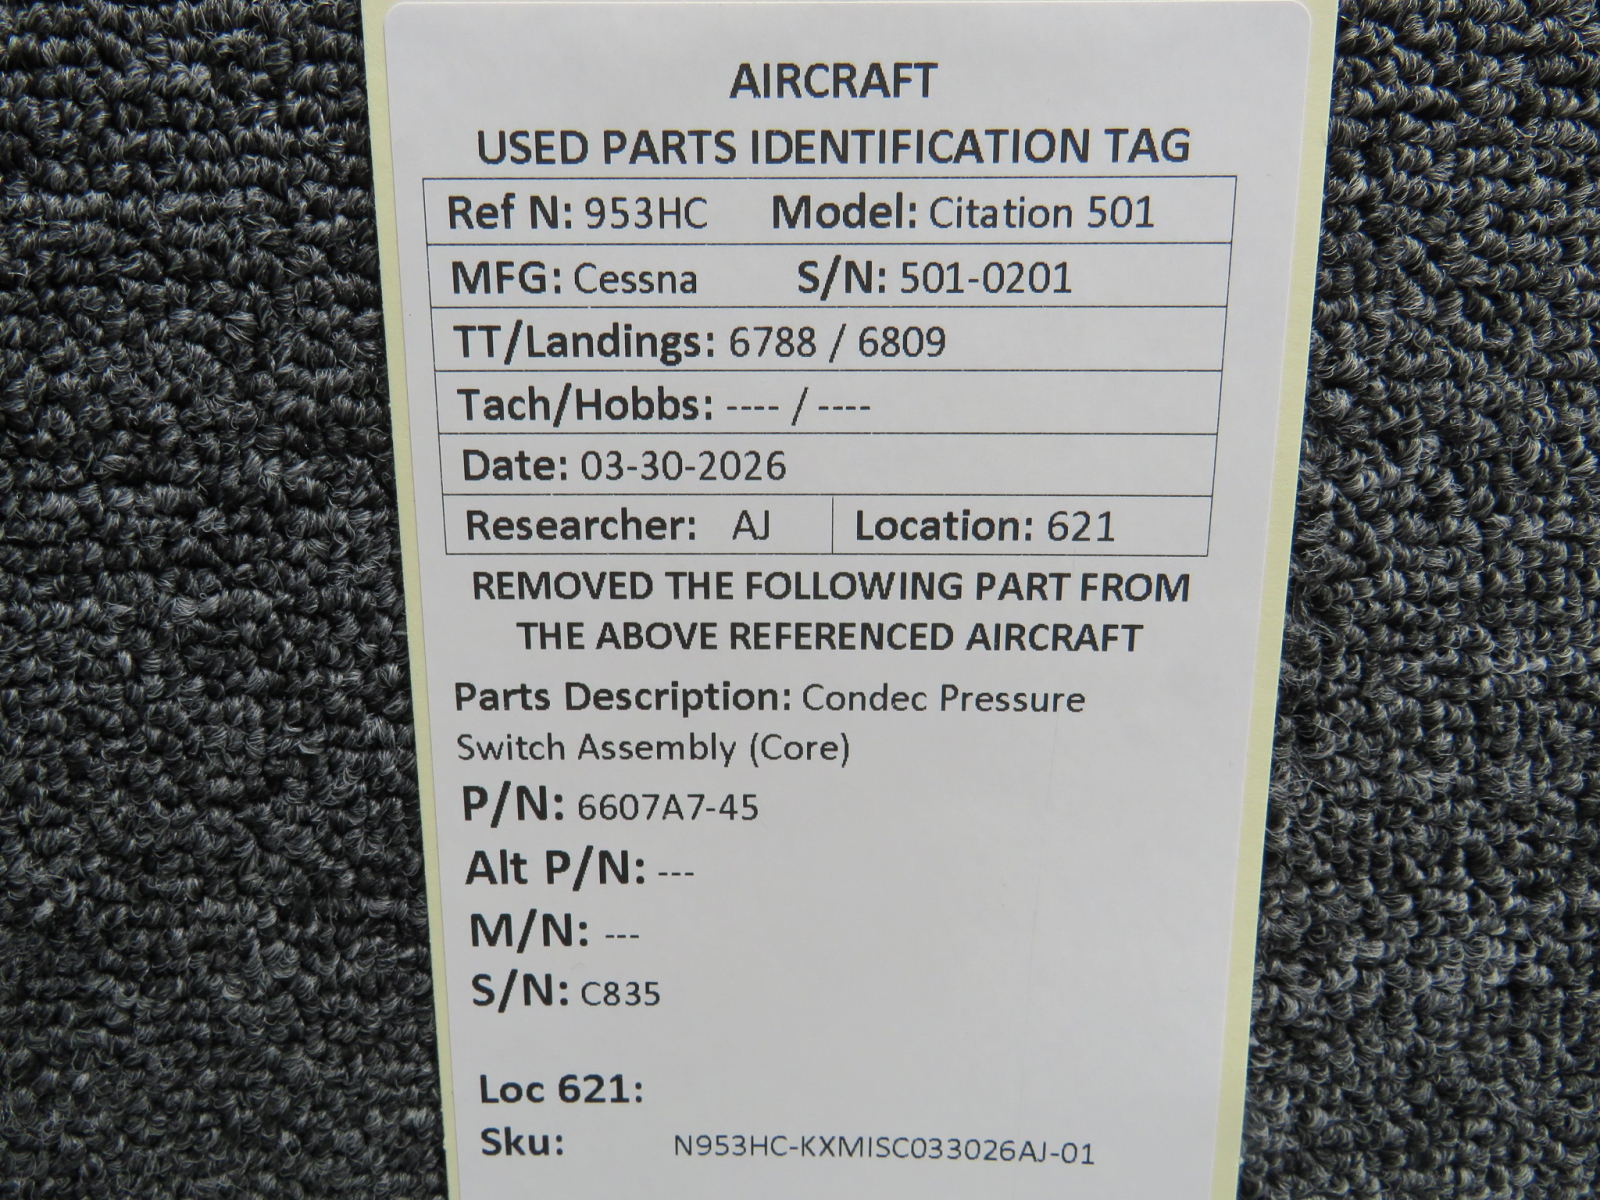 AIRCRAFT
USED PARTS IDENTIFICATION TAG
Ref N: 953HC Model: Citation 501
MFG: Cessna S/N: 501-0201
TT/Landings: 6788 / 6809
Tach/Hobbs: ---- / ----
Date: 03-30-2026
Researcher: AJ Location: 621
REMOVED THE FOLLOWING PART FROM
THE ABOVE REFERENCED AIRCRAFT
Parts Description: Condec Pressure
Switch Assembly (Core)
P/N: 6607A7-45
Alt P/N: ---
M/N: ---
S/N: C835
Loc 621:
Sku: N953HC-KXMISC033026AJ-01